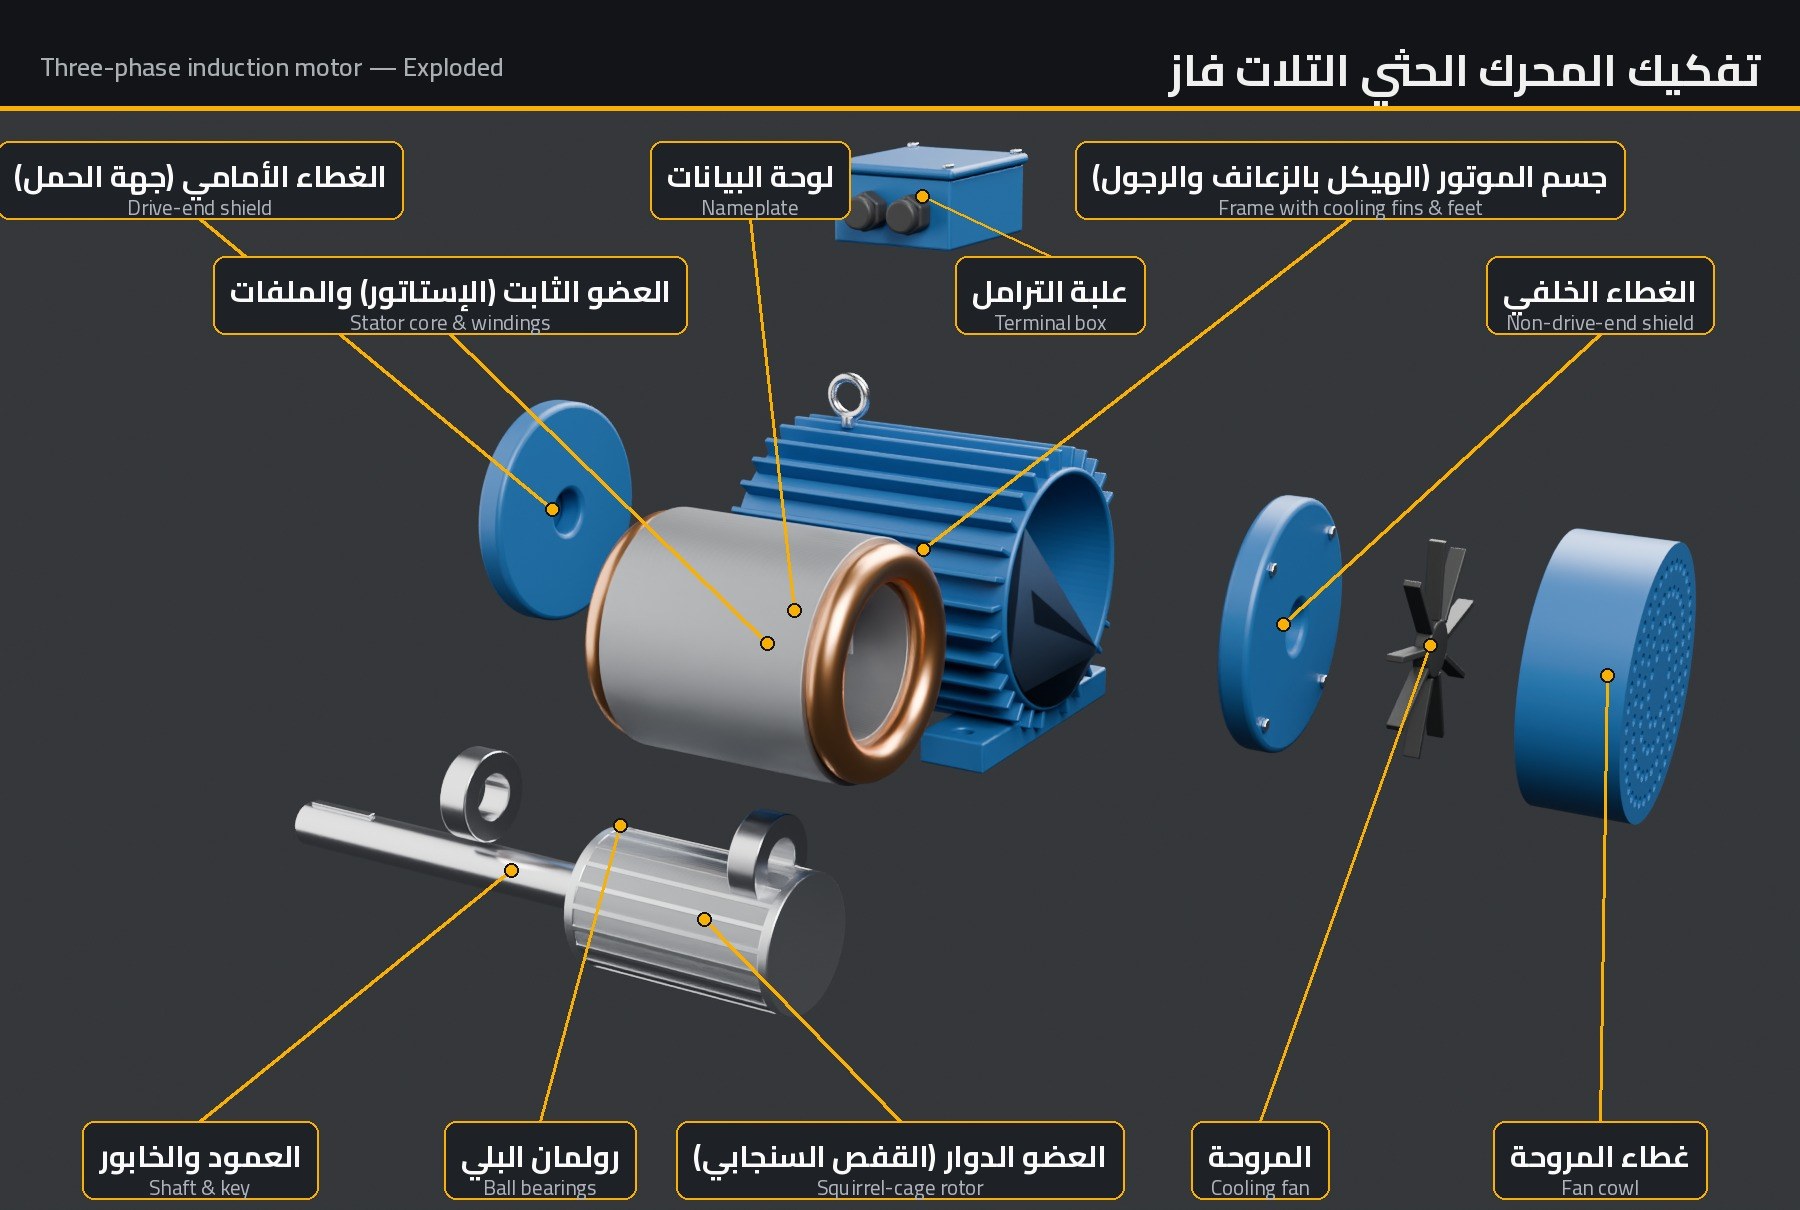 تفكيك المحرك الحثي التلات فاز
Three-phase induction motor — Exploded
جسم الموتور (الهيكل بالزعانف والرجول)
Frame with cooling fins & feet
لوحة البيانات
Nameplate
الغطاء الأمامي (جهة الحمل)
Drive-end shield
الغطاء الخلفي
Non-drive-end shield
علبة الترامل
Terminal box
العضو الثابت (الإستاتور) والملفات
Stator core & windings
غطاء المروحة
Fan cowl
المروحة
Cooling fan
العضو الدوار (القفص السنجابي)
Squirrel-cage rotor
رولمان البلي
Ball bearings
العمود والخابور
Shaft & key